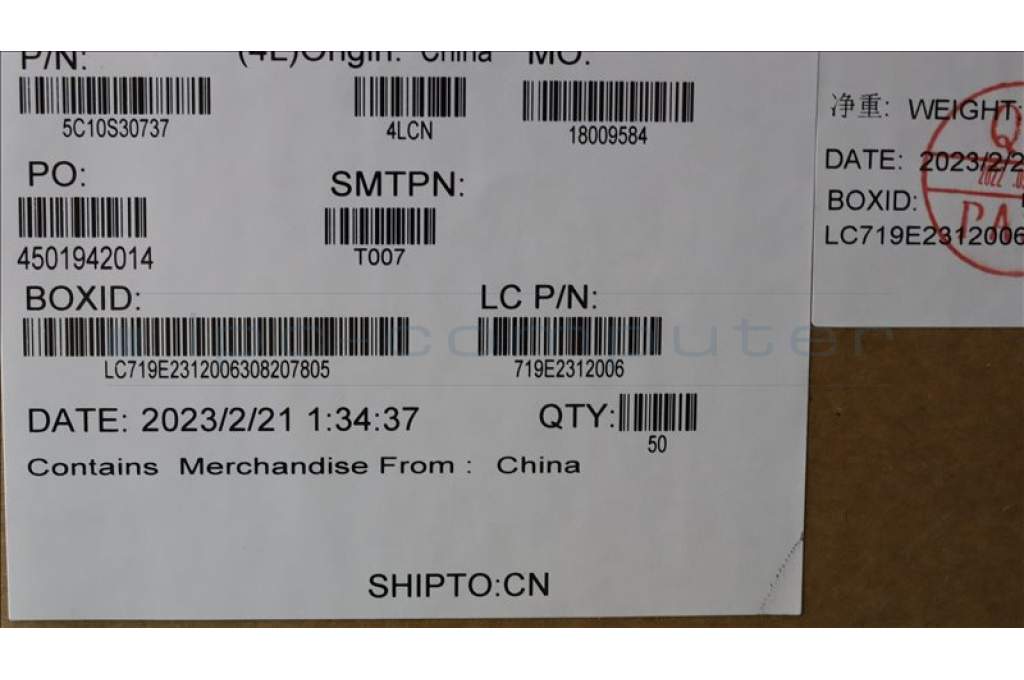 P/N: (4L)Origin: China MO:
5C10S30737 4LCN 18009584
PO: SMTPN:
4501942014 T007
BOXID: LC P/N:
LC719E2312006308207805 719E2312006
DATE: 2023/2/21 1:34:37 QTY:
50
Contains Merchandise From : China
SHIPTO:CN
净重: WEIGHT:
DATE: 2023/2/2
BOXID:
LC719E2312006
computer